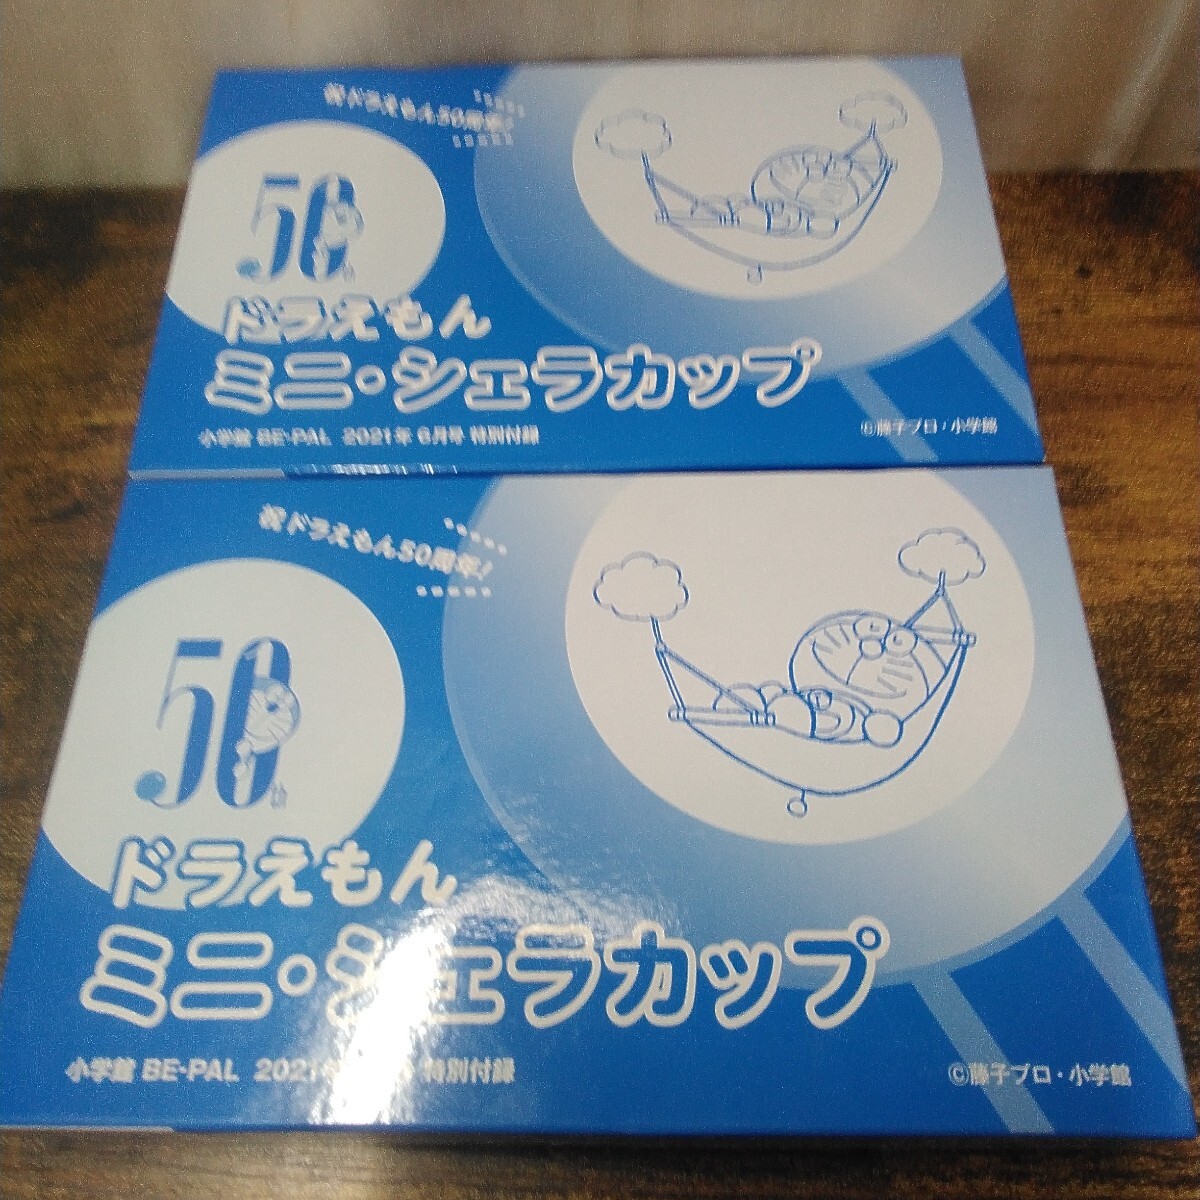 祝ドラえもん50周年!
50th
ドラえもん
ミニ・シェラカップ
小学館 BE-PAL 2021年 6月号 特別付録
©藤子プロ・小学館
祝ドラえもん50周年!
50th
ドラえもん
ミニ・シェラカップ
小学館 BE-PAL 2021 特別付録
©藤子プロ・小学館